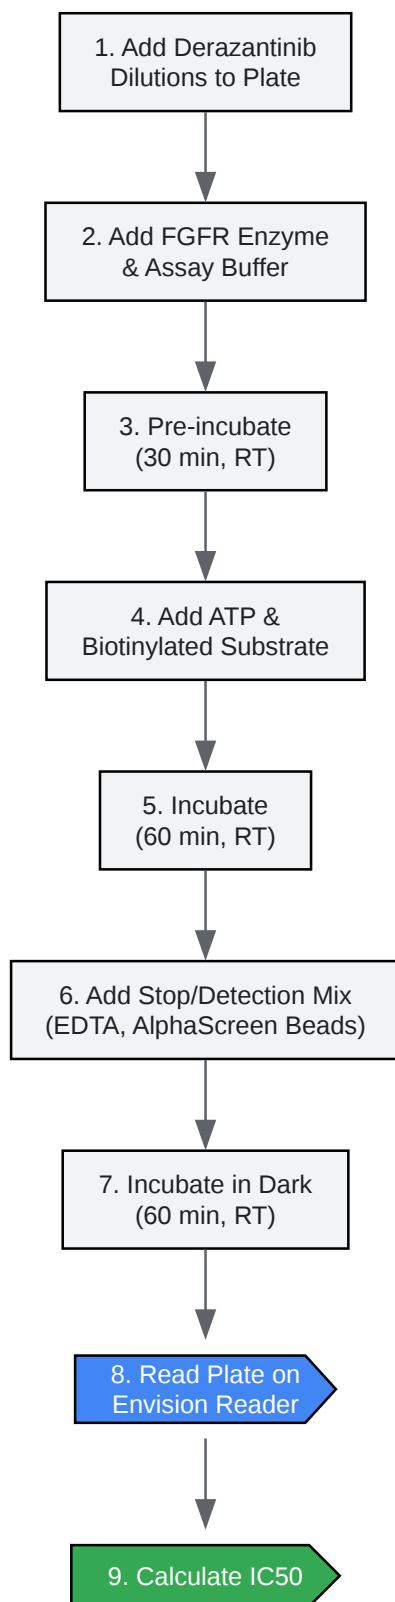 1. Add Derazantinib
Dilutions to Plate
2. Add FGFR Enzyme
& Assay Buffer
3. Pre-incubate
(30 min, RT)
4. Add ATP &
Biotinylated Substrate
5. Incubate
(60 min, RT)
6. Add Stop/Detection Mix
(EDTA, AlphaScreen Beads)
7. Incubate in Dark
(60 min, RT)
8. Read Plate on
Envision Reader
9. Calculate IC50